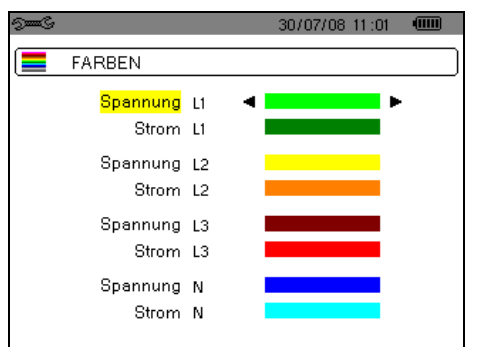 30/07/08 11:01
FARBEN
Spannung L1
Strom L1
Spannung L2
Strom L2
Spannung L3
Strom L3
Spannung N
Strom N